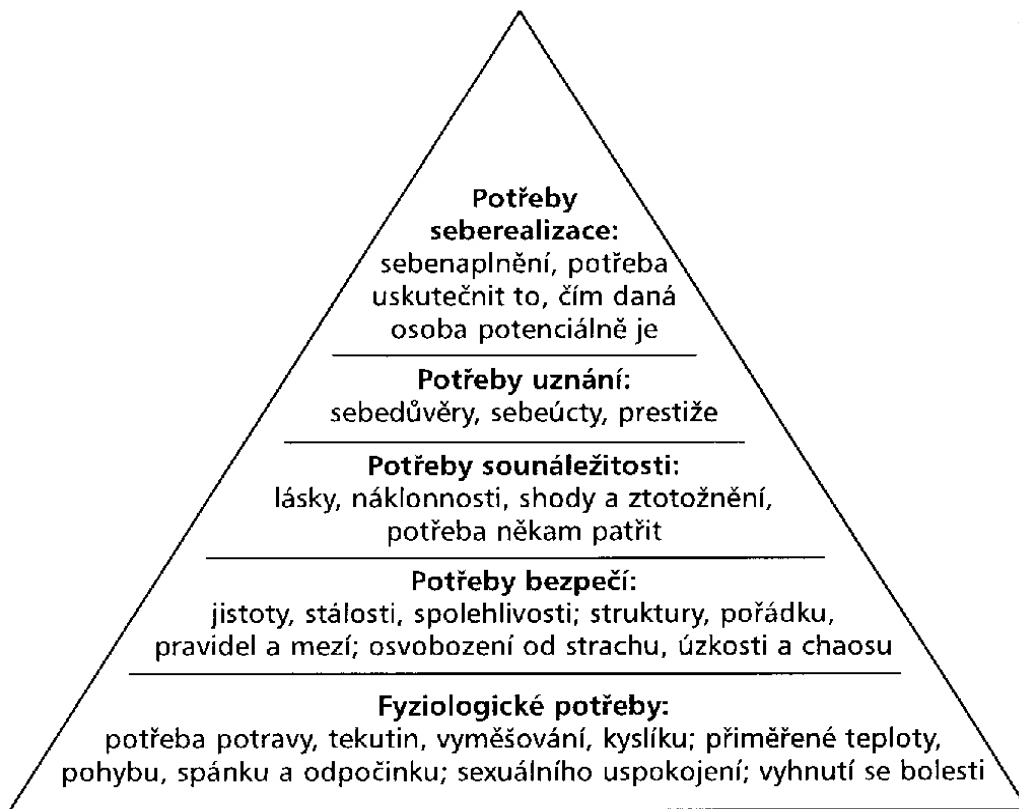 Potřeby
seberealizace:
sebenaplnění, potřeba
uskutečnit to, čím daná
osoba potenciálně je
Potřeby uznání:
sebedůvěry, sebeúcty, prestiže
Potřeby sounáležitosti:
lásky, náklonnosti, shody a ztotožnění,
potřeba někam patřit
Potřeby bezpečí:
jistoty, stálosti, spolehlivosti; struktury, pořádku,
pravidel a mezí; osvobození od strachu, úzkosti a chaosu
Fyziologické potřeby:
potřeba potravy, tekutin, vyměšování, kyslíku; přiměřené teploty,
pohybu, spánku a odpočinku; sexuálního uspokojení; vyhnutí se bolesti